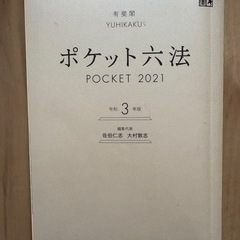 有斐閣
YUHIKAKU's
ポケット六法
POCKET 2021
令和 3 年版
編集代表
佐伯仁志 大村敦志